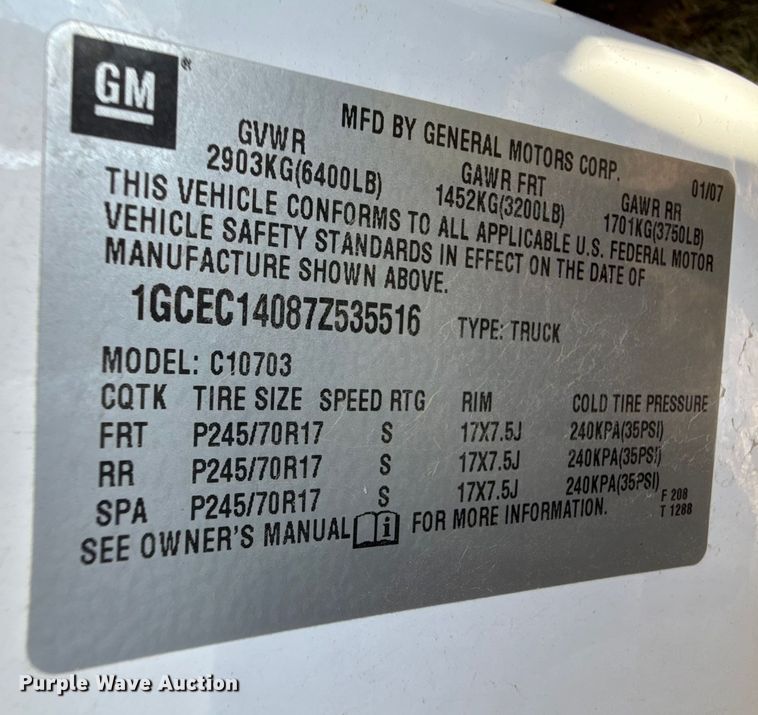 GM®
MFD BY GENERAL MOTORS CORP. 01/07
GVWR GAWR FRT GAWR RR
2903KG(6400LB) 1452KG(3200LB) 1701KG(3750LB)
THIS VEHICLE CONFORMS TO ALL APPLICABLE U.S. FEDERAL MOTOR
VEHICLE SAFETY STANDARDS IN EFFECT ON THE DATE OF
MANUFACTURE SHOWN ABOVE.
1GCEC14087Z535516 TYPE: TRUCK
MODEL: C10703
CQTK TIRE SIZE SPEED RTG RIM COLD TIRE PRESSURE
FRT P245/70R17 S 17X7.5J 240KPA(35PSI)
RR P245/70R17 S 17X7.5J 240KPA(35PSI)
SPA P245/70R17 S 17X7.5J 240KPA(35PSI)
SEE OWNER'S MANUAL i FOR MORE INFORMATION.
F 208
T 1288
Purple Wave Auction